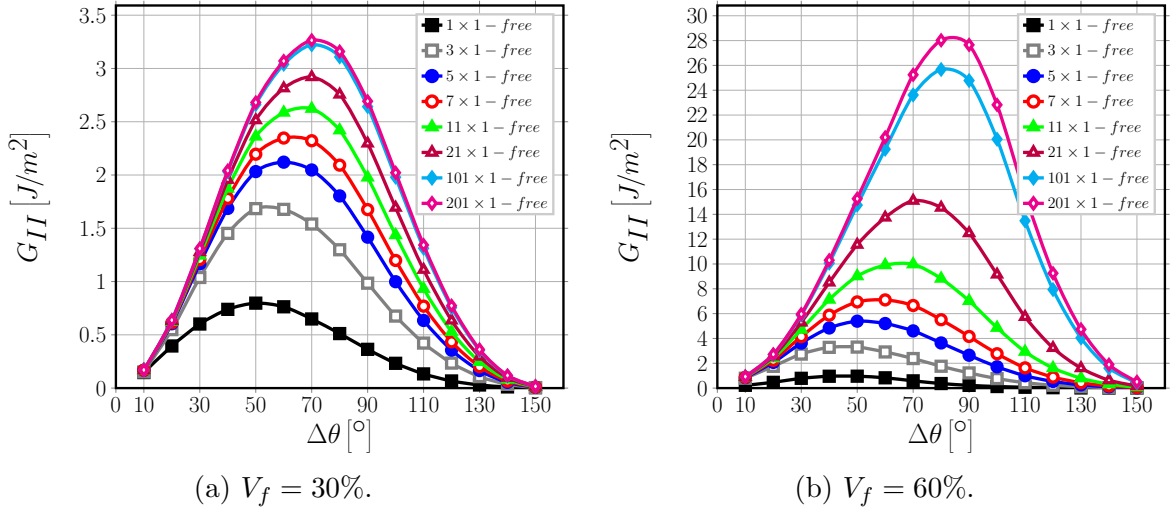 3.5
3
2.5
2
1.5
1
0.5
0
G_{II} [J/m^2]
0 10 30 50 70 90 110 130 150
Δθ [°]
1 × 1 − free
3 × 1 − free
5 × 1 − free
7 × 1 − free
11 × 1 − free
21 × 1 − free
101 × 1 − free
201 × 1 − free
(a) V_f = 30%.
30
28
26
24
22
20
18
16
14
12
10
8
6
4
2
0
G_{II} [J/m^2]
0 10 30 50 70 90 110 130 150
Δθ [°]
1 × 1 − free
3 × 1 − free
5 × 1 − free
7 × 1 − free
11 × 1 − free
21 × 1 − free
101 × 1 − free
201 × 1 − free
(b) V_f = 60%.